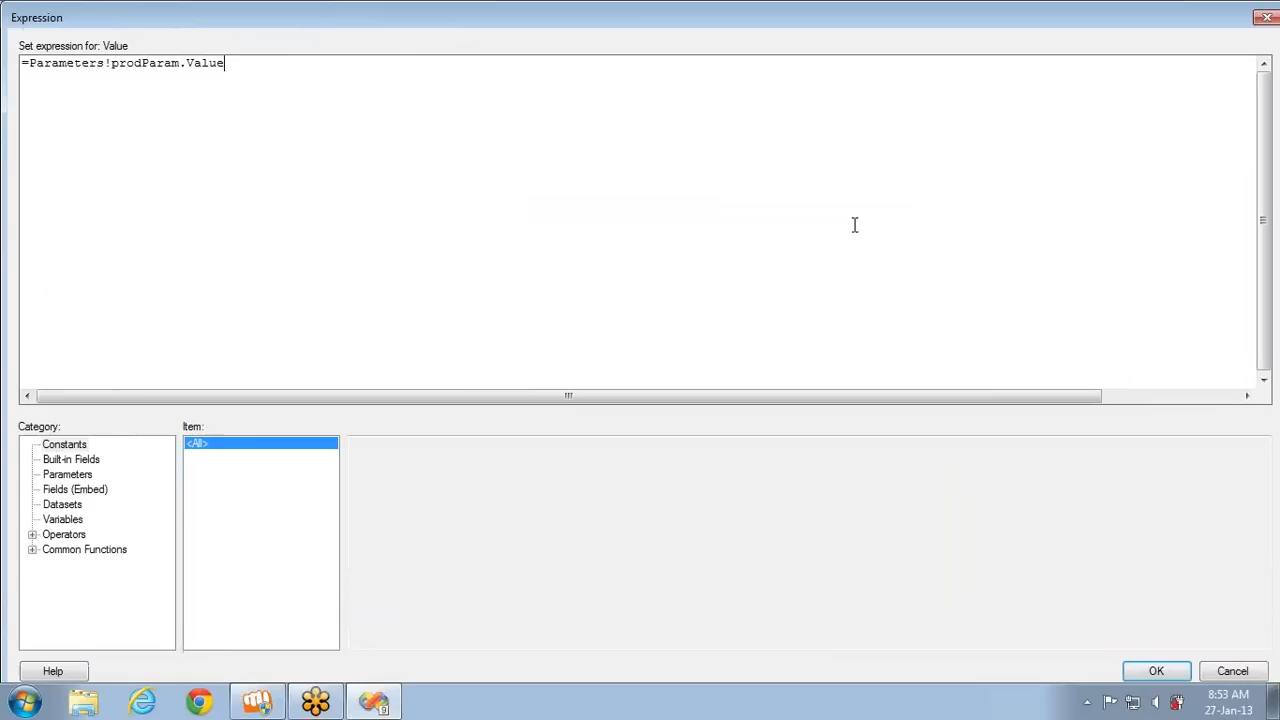 Expression
Set expression for: Value
=Parameters!prodParam.Value
Category:
Item:
Constants
<All>
Built-in Fields
Parameters
Fields (Embed)
Datasets
Variables
Operators
Common Functions
Help
OK
Cancel
9
8:53 AM
27-Jan-13